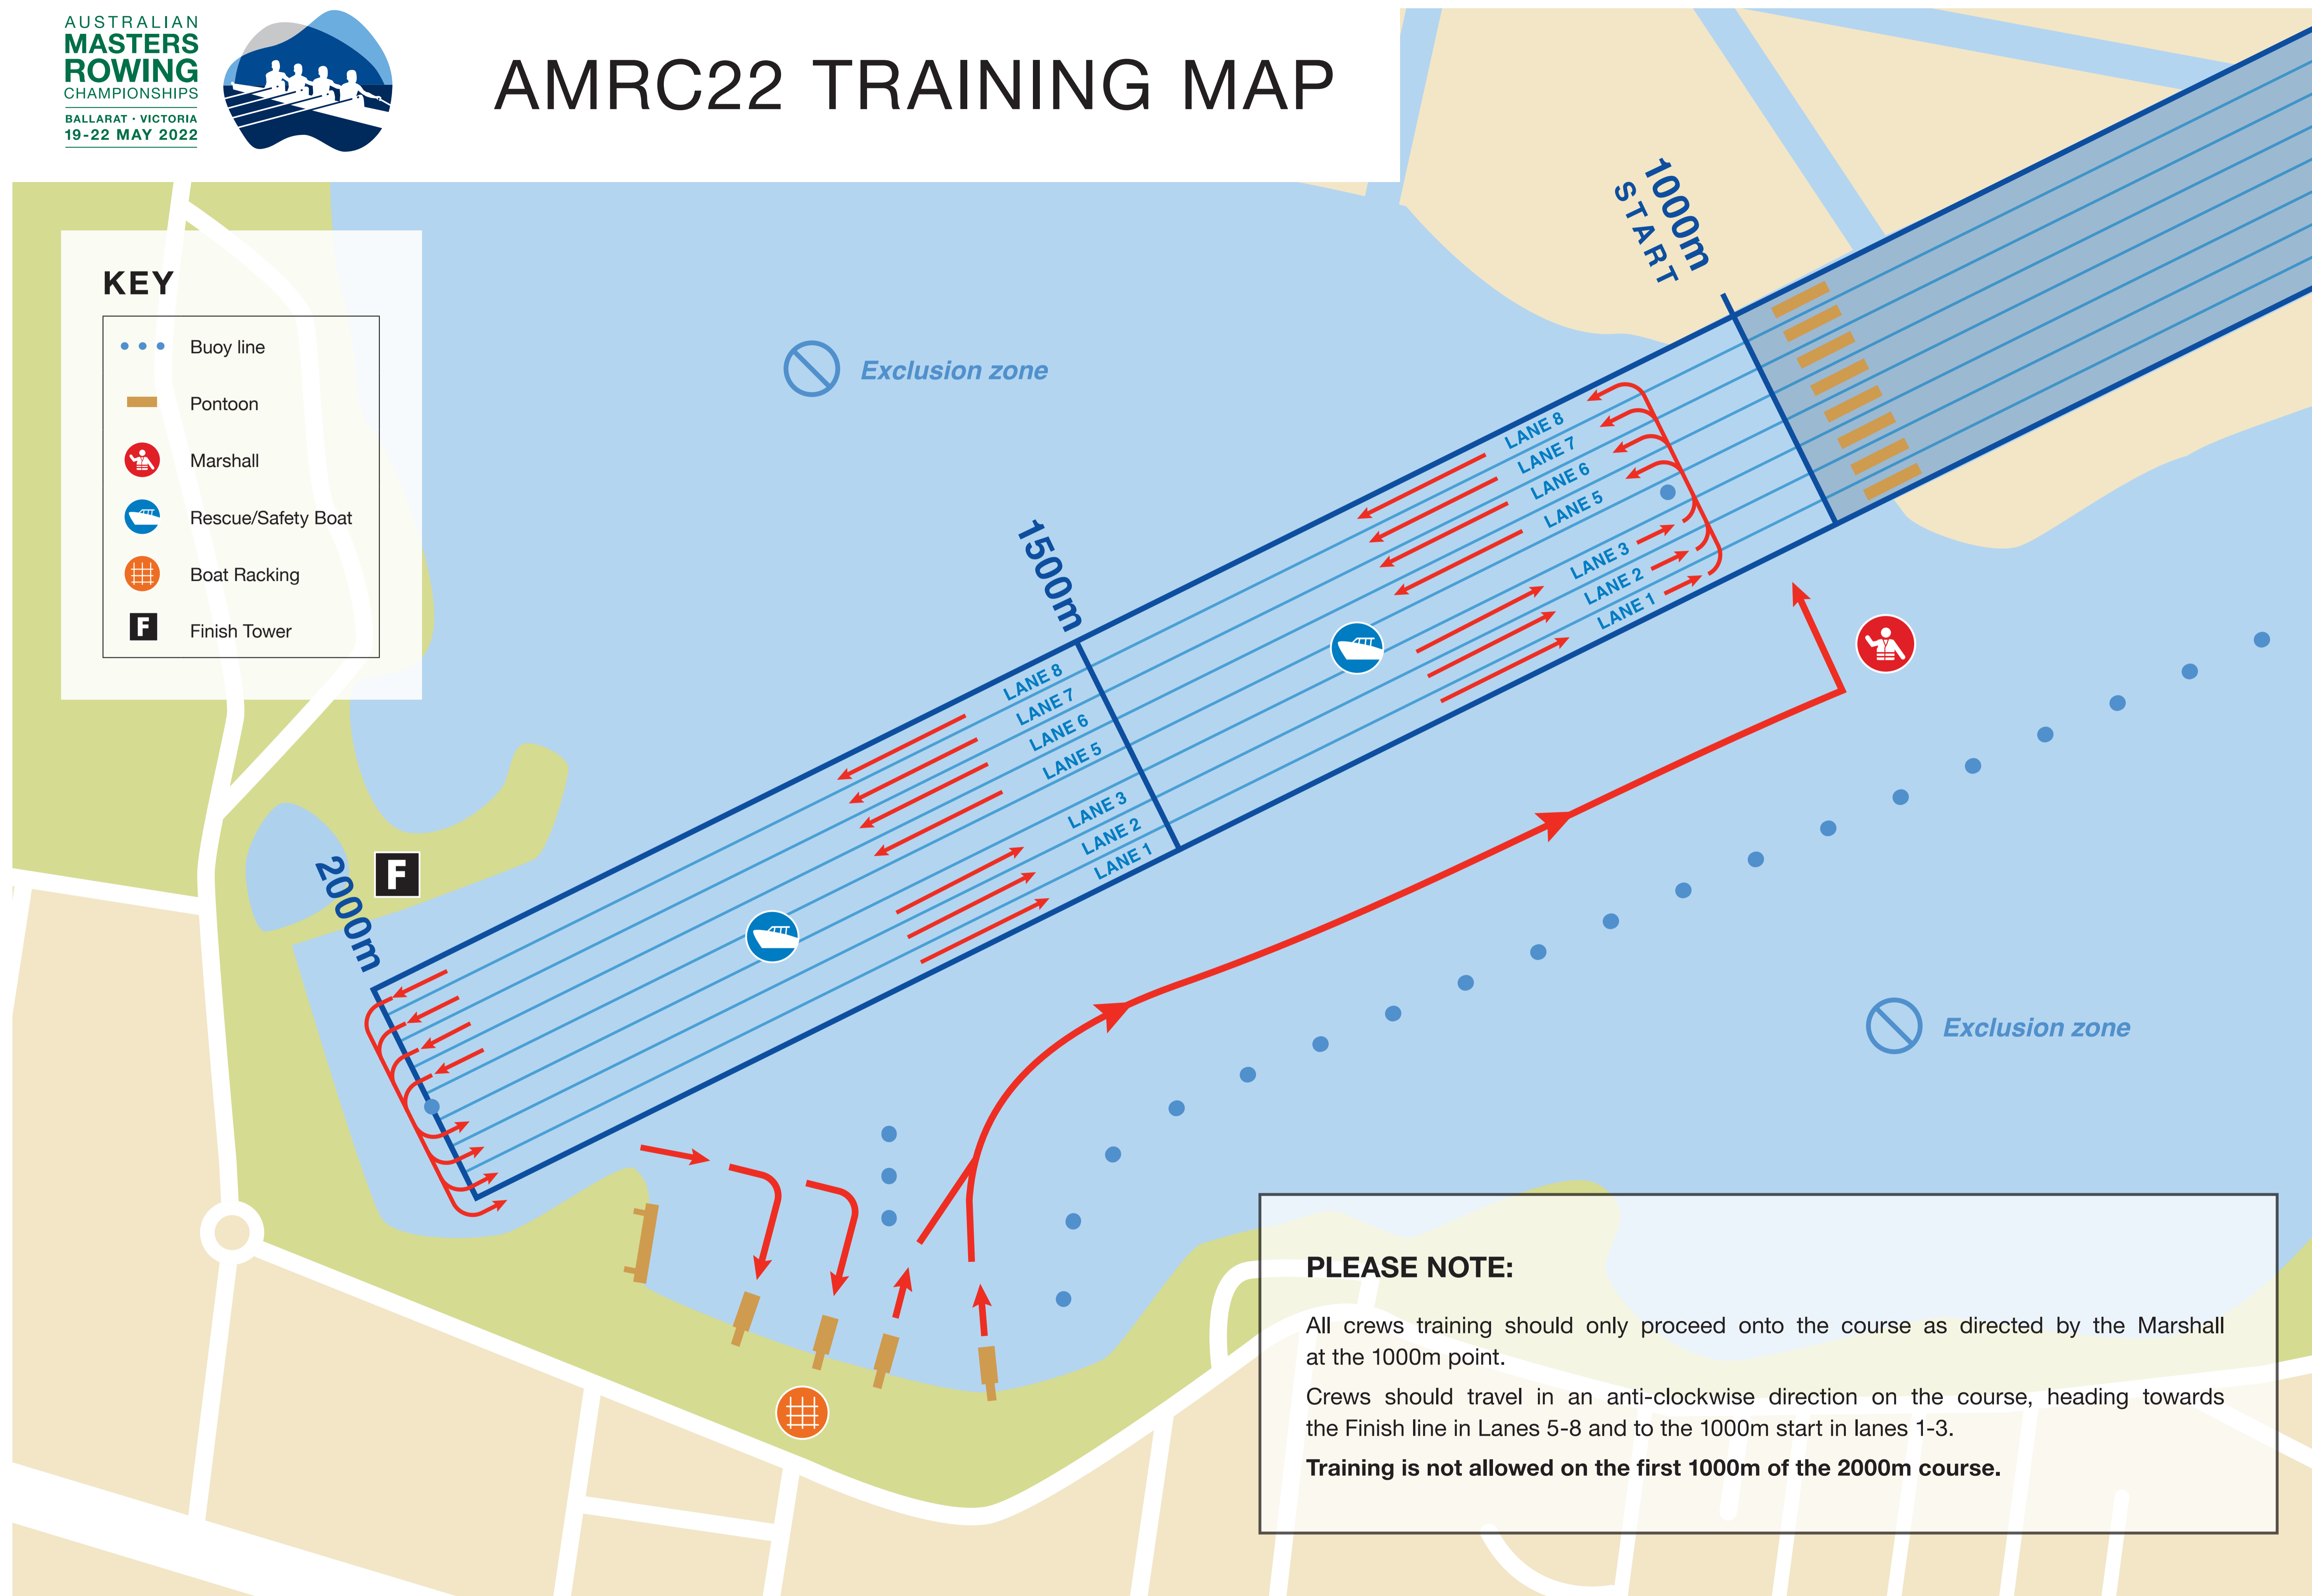 AUSTRALIAN
MASTERS
ROWING
CHAMPIONSHIPS
BALLARAT · VICTORIA
19-22 MAY 2022
AMRC22 TRAINING MAP
KEY
Buoy line
Pontoon
Marshall
Rescue/Safety Boat
Boat Racking
F
Finish Tower
Exclusion zone
1000m
START
LANE 8
LANE 7
LANE 6
LANE 5
LANE 3
LANE 2
LANE 1
1500m
LANE 8
LANE 7
LANE 6
LANE 5
LANE 3
LANE 2
LANE 1
F
2000m
Exclusion zone
PLEASE NOTE:
All crews training should only proceed onto the course as directed by the Marshall
at the 1000m point.
Crews should travel in an anti-clockwise direction on the course, heading towards
the Finish line in Lanes 5-8 and to the 1000m start in lanes 1-3.
Training is not allowed on the first 1000m of the 2000m course.